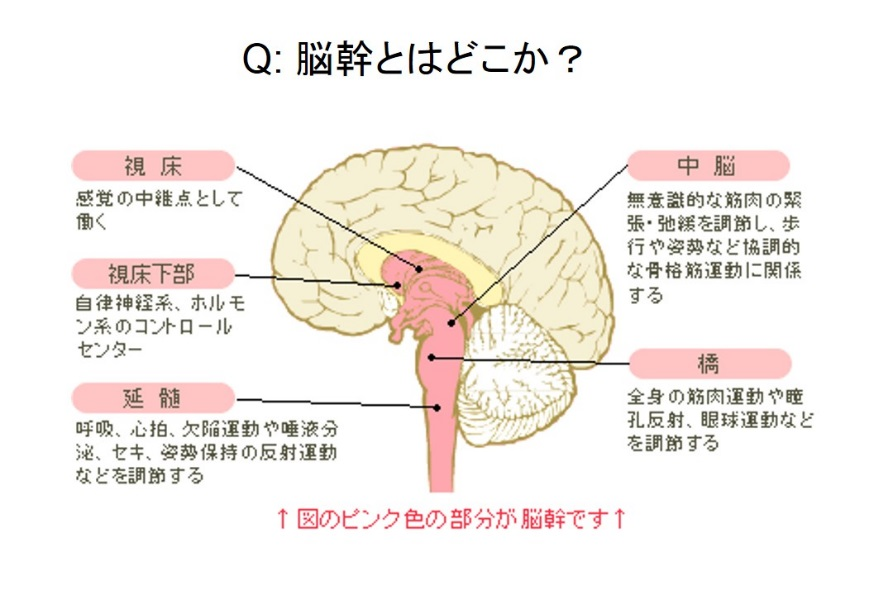 Q: 脳幹とはどこか？
視床
感覚の中継点として
働く
視床下部
自律神経系、ホルモ
ン系のコントロール
センター
延髄
呼吸、心拍、欠陥運動や唾液分
泌、セキ、姿勢保持の反射運動
などを調節する
中脳
無意識的な筋肉の緊
張・弛緩を調節し、歩
行や姿勢など協調的
な骨格筋運動に関係
する
橋
全身の筋肉運動や瞳
孔反射、眼球運動など
を調節する
↑図のピンク色の部分が脳幹です↑